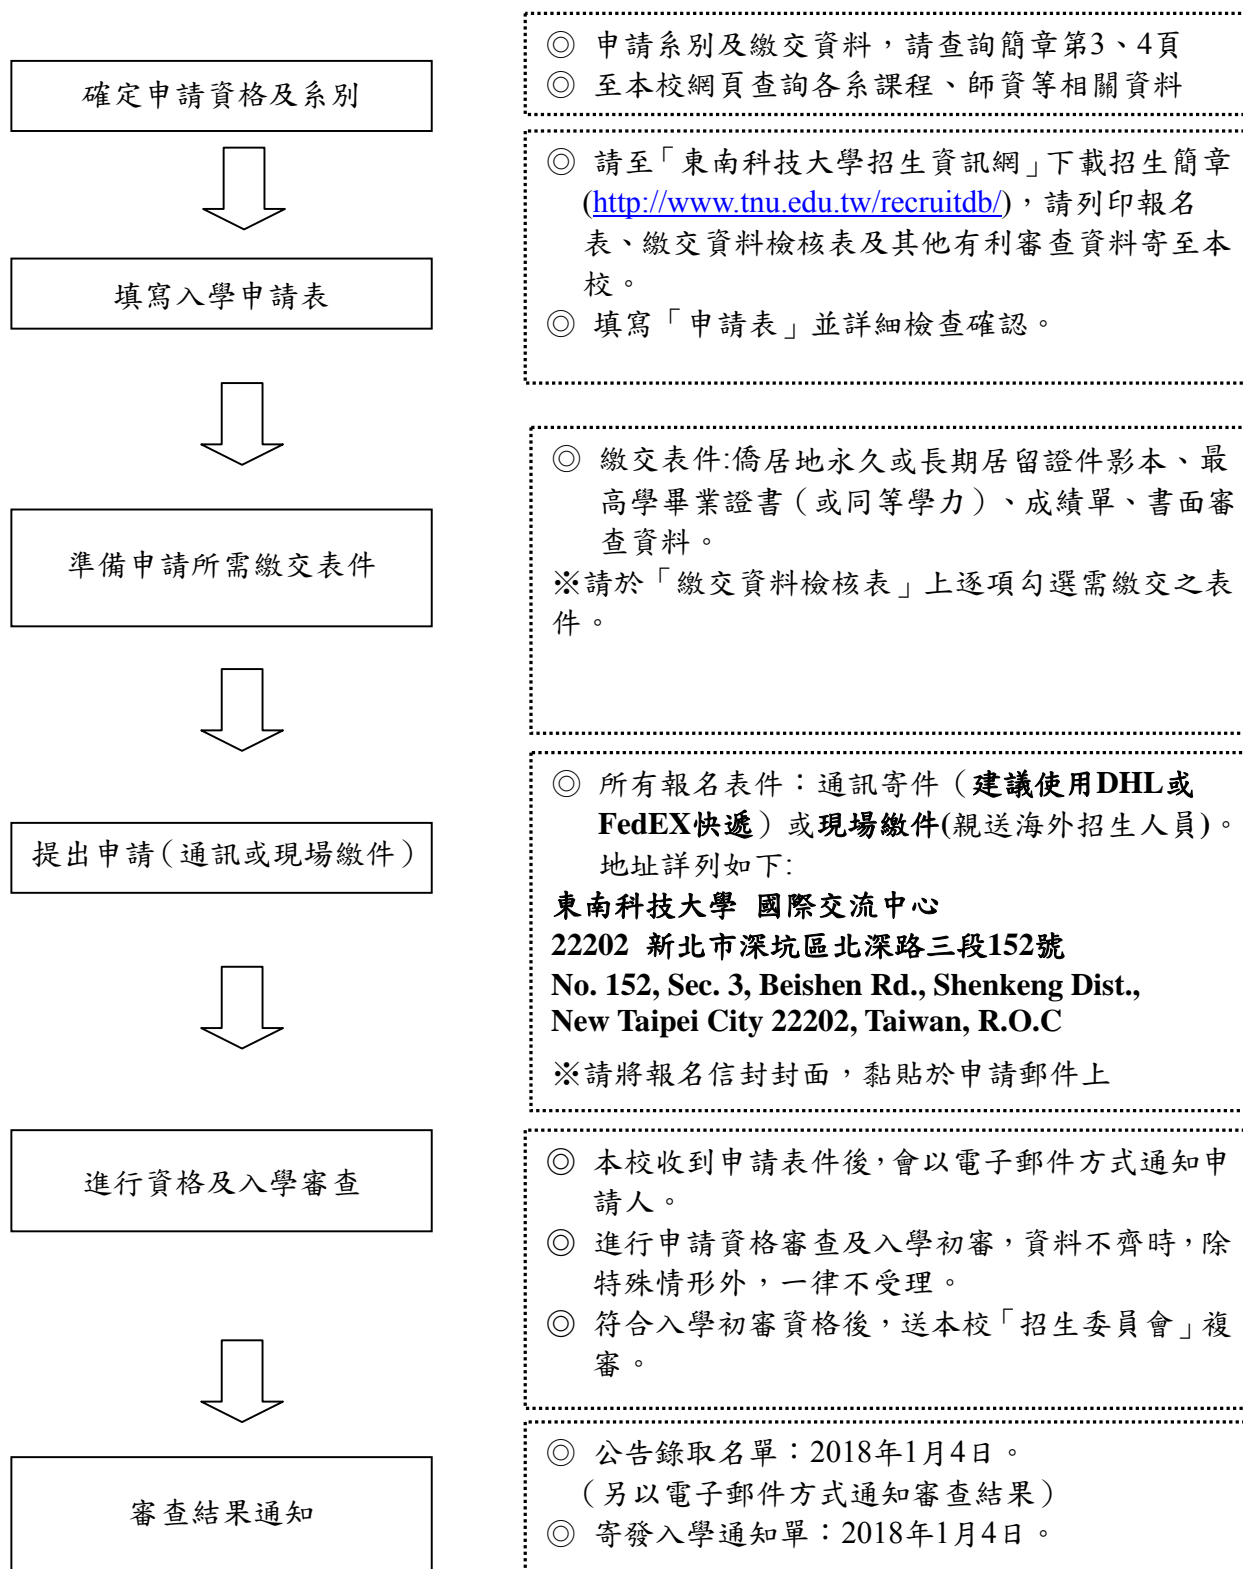 確定申請資格及系別
◎ 申請系別及繳交資料，請查詢簡章第3、4頁
◎ 至本校網頁查詢各系課程、師資等相關資料
填寫入學申請表
◎ 請至「東南科技大學招生資訊網」下載招生簡章
(http://www.tnu.edu.tw/recruitdb/)，請列印報名
表、繳交資料檢核表及其他有利審查資料寄至本
校。
◎ 填寫「申請表」並詳細檢查確認。
準備申請所需繳交表件
◎ 繳交表件:僑居地永久或長期居留證件影本、最
高學畢業證書（或同等學力）、成績單、書面審
查資料。
※請於「繳交資料檢核表」上逐項勾選需繳交之表
件。
提出申請（通訊或現場繳件）
◎ 所有報名表件：通訊寄件（建議使用DHL或
FedEX快遞）或現場繳件(親送海外招生人員)。
地址詳列如下:
東南科技大學 國際交流中心
22202 新北市深坑區北深路三段152號
No. 152, Sec. 3, Beishen Rd., Shenkeng Dist.,
New Taipei City 22202, Taiwan, R.O.C
※請將報名信封封面，黏貼於申請郵件上
進行資格及入學審查
◎ 本校收到申請表件後，會以電子郵件方式通知申
請人。
◎ 進行申請資格審查及入學初審，資料不齊時，除
特殊情形外，一律不受理。
◎ 符合入學初審資格後，送本校「招生委員會」複
審。
審查結果通知
◎ 公告錄取名單：2018年1月4日。
（另以電子郵件方式通知審查結果）
◎ 寄發入學通知單：2018年1月4日。